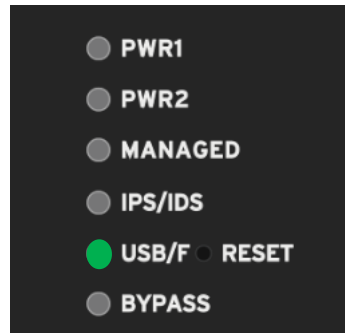 PWR1
PWR2
MANAGED
IPS/IDS
USB/F RESET
BYPASS